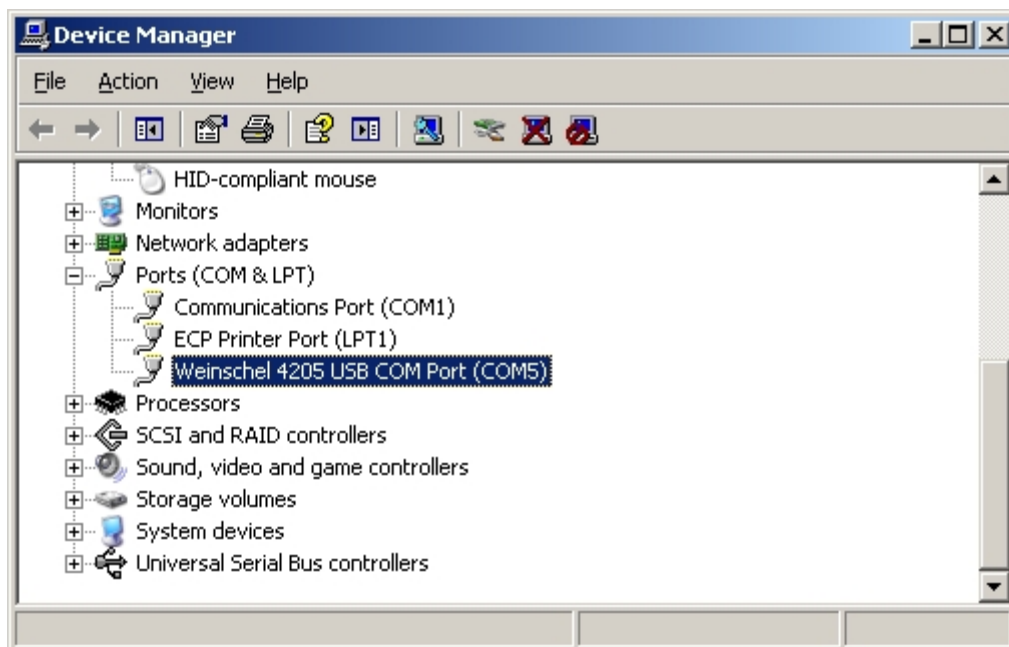 Device Manager
File Action View Help
HID-compliant mouse
Monitors
Network adapters
Ports (COM & LPT)
Communications Port (COM1)
ECP Printer Port (LPT1)
Weinschel 4205 USB COM Port (COM5)
Processors
SCSI and RAID controllers
Sound, video and game controllers
Storage volumes
System devices
Universal Serial Bus controllers